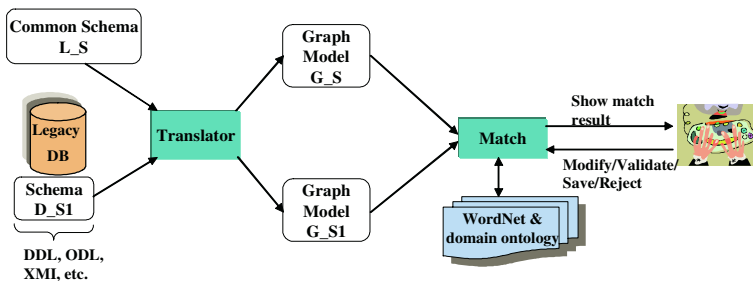 Common Schema
L_S
Legacy
DB
Schema
D_S1
DDL, ODL,
XMI, etc.
Translator
Graph
Model
G_S
Graph
Model
G_S1
Match
WordNet &
domain ontology
Show match
result
Modify/Validate/
Save/Reject